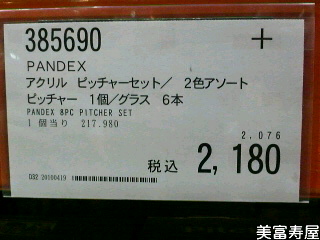 385690 +
PANDEX
アクリル ピッチャーセット/ 2色アソート
ピッチャー 1個/グラス 6本
PANDEX 8PC PITCHER SET
1 個当り 217.980
2.076
税込 2,180
D32 20100419
美富寿屋